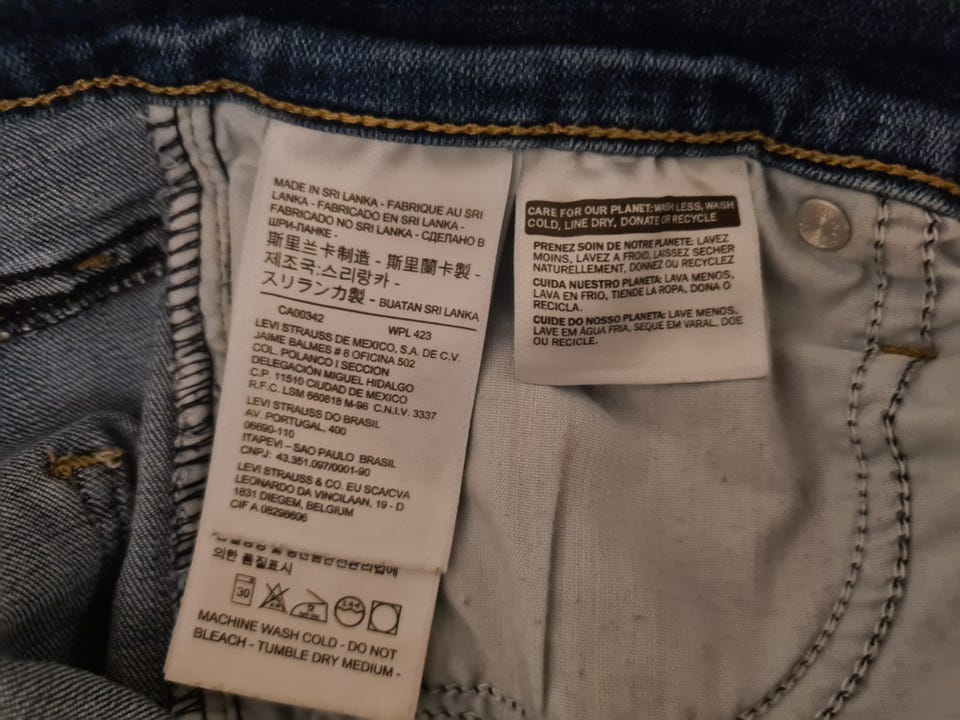 MADE IN SRI LANKA - FABRIQUE AU SRI
LANKA - FABRICADO EN SRI LANKA -
FABRICADO NO SRI LANKA - СДЕЛАНО В
ШРИ-ЛАНКЕ -
斯里兰卡制造 - 斯里蘭卡製 -
제조국:스리랑카 -
スリランカ製 - BUATAN SRI LANKA
CA00342 WPL 423
LEVI STRAUSS DE MEXICO, S.A. DE C.V.
JAIME BALMES # 8 OFICINA 502
COL. POLANCO I SECCION
DELEGACIÓN MIGUEL HIDALGO
C.P. 11510 CIUDAD DE MEXICO
R.F.C. LSM 660818 M-98 C.N.I.V. 3337
LEVI STRAUSS DO BRASIL
AV. PORTUGAL, 400
06690-110
ITAPEVI – SAO PAULO BRASIL
CNPJ: 43.351.097/0001-90
LEVI STRAUSS & CO. EU SCA/CVA
LEONARDO DA VINCILAAN, 19 - D
1831 DIEGEM, BELGIUM
CIF A 08298606
의한 품질표시
30
MACHINE WASH COLD - DO NOT
BLEACH - TUMBLE DRY MEDIUM -
CARE FOR OUR PLANET: WASH LESS, WASH
COLD, LINE DRY, DONATE OR RECYCLE
PRENEZ SOIN DE NOTRE PLANETE: LAVEZ
MOINS, LAVEZ A FROID, LAISSEZ SECHER
NATURELLEMENT, DONNEZ OU RECYCLEZ
CUIDA NUESTRO PLANETA: LAVA MENOS,
LAVA EN FRIO, TIENDE LA ROPA, DONA O
RECICLA.
CUIDE DO NOSSO PLANETA: LAVE MENOS,
LAVE EM ÁGUA FRIA, SEQUE EM VARAL, DOE
OU RECICLE.